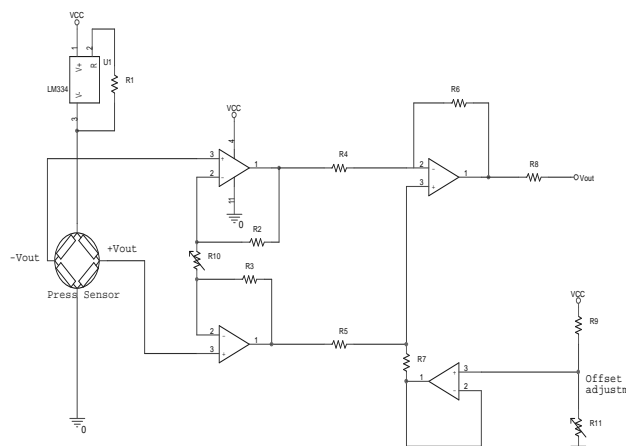 VCC
1
2
V+
R
U1
R1
LM334
V-
3
VCC
4
3
+
1
2
-
11
0
R2
R10
R3
R4
R6
2
-
1
3
+
R8
Vout
-Vout
+Vout
Press Sensor
2
-
1
3
+
R5
R7
1
3
+
2
-
VCC
R9
Offset
adjustm
R11
0